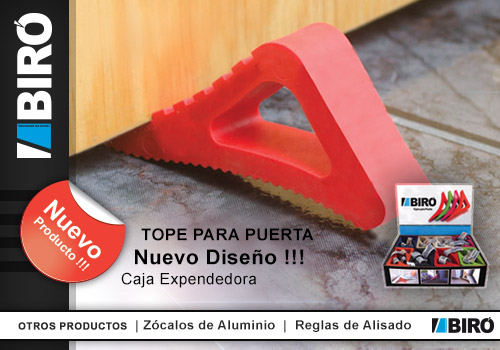 BIRÓ
Nuevo
Producto !!!
TOPE PARA PUERTA
Nuevo Diseño !!!
Caja Expendedora
BIRÓ
OTROS PRODUCTOS | Zócalos de Aluminio | Reglas de Alisado BIRÓ